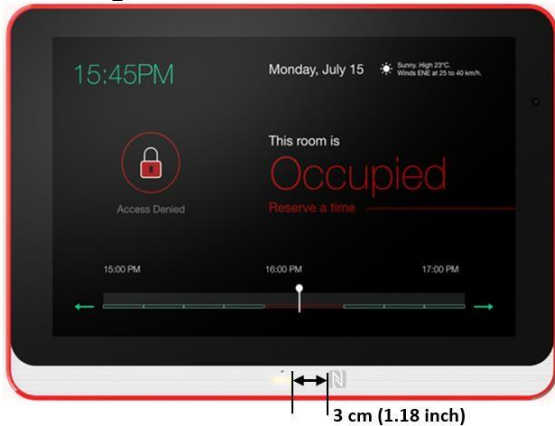 15:45PM
Monday, July 15
Sunny. High 23°C.
Winds ENE at 25 to 40 km/h.
This room is
Occupied
Access Denied
Reserve a time
15:00 PM
16:00 PM
17:00 PM
3 cm (1.18 inch)